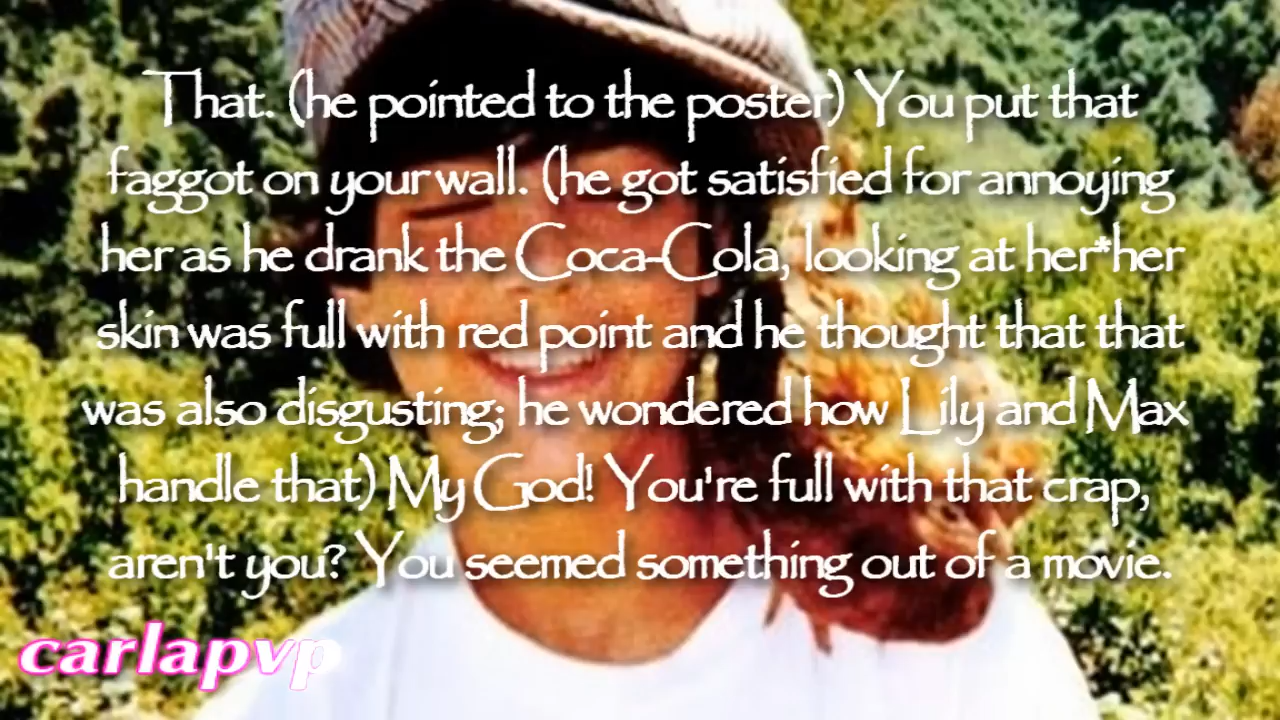 That. (he pointed to the poster) You put that
faggot on your wall. (he got satisfied for annoying
her as he drank the Coca-Cola, looking at her*her
skin was full with red point and he thought that that
was also disgusting; he wondered how Lily and Max
handle that) My God! You're full with that crap,
aren't you? You seemed something out of a movie.
carlapvp